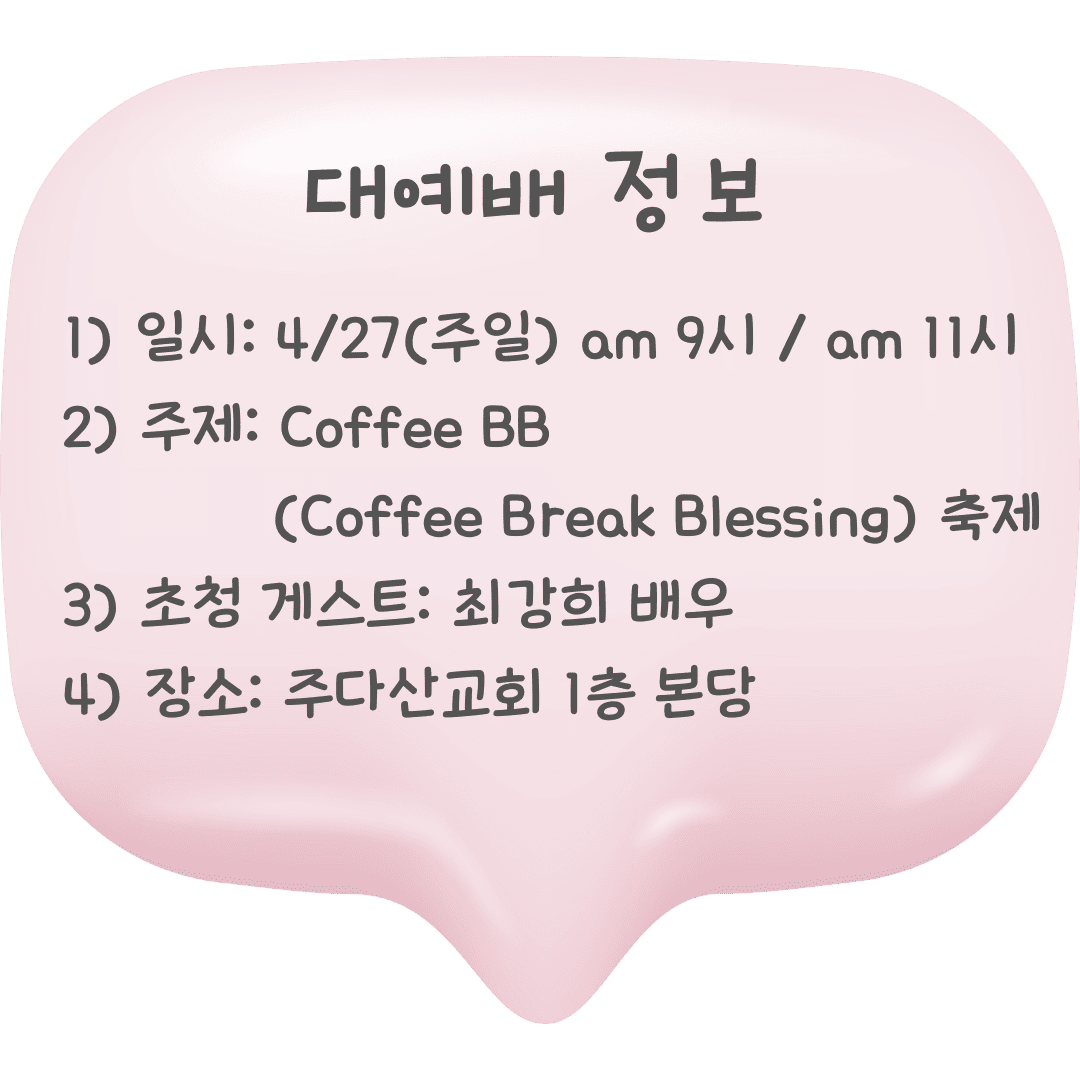 대예배 정보
1) 일시: 4/27(주일) am 9시 / am 11시
2) 주제: Coffee BB
(Coffee Break Blessing) 축제
3) 초청 게스트: 최강희 배우
4) 장소: 주다산교회 1층 본당